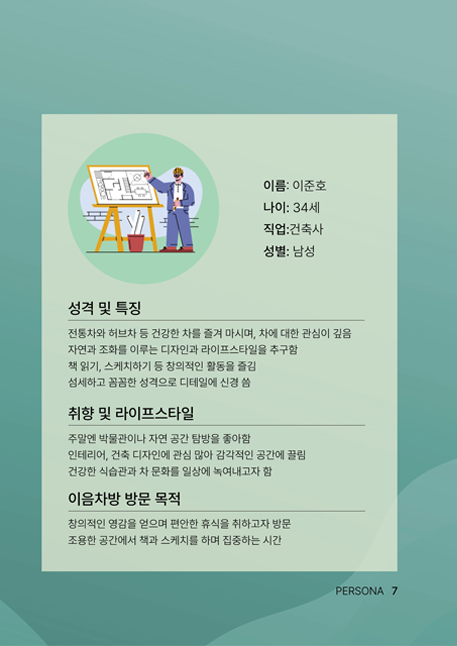 이름: 이준호
나이: 34세
직업:건축사
성별: 남성
성격 및 특징
전통차와 허브차 등 건강한 차를 즐겨 마시며, 차에 대한 관심이 깊음
자연과 조화를 이루는 디자인과 라이프스타일을 추구함
책 읽기, 스케치하기 등 창의적인 활동을 즐김
섬세하고 꼼꼼한 성격으로 디테일에 신경 씀
취향 및 라이프스타일
주말엔 박물관이나 자연 공간 탐방을 좋아함
인테리어, 건축 디자인에 관심 많아 감각적인 공간에 끌림
건강한 식습관과 차 문화를 일상에 녹여내고자 함
이음차방 방문 목적
창의적인 영감을 얻으며 편안한 휴식을 취하고자 방문
조용한 공간에서 책과 스케치를 하며 집중하는 시간
PERSONA 7